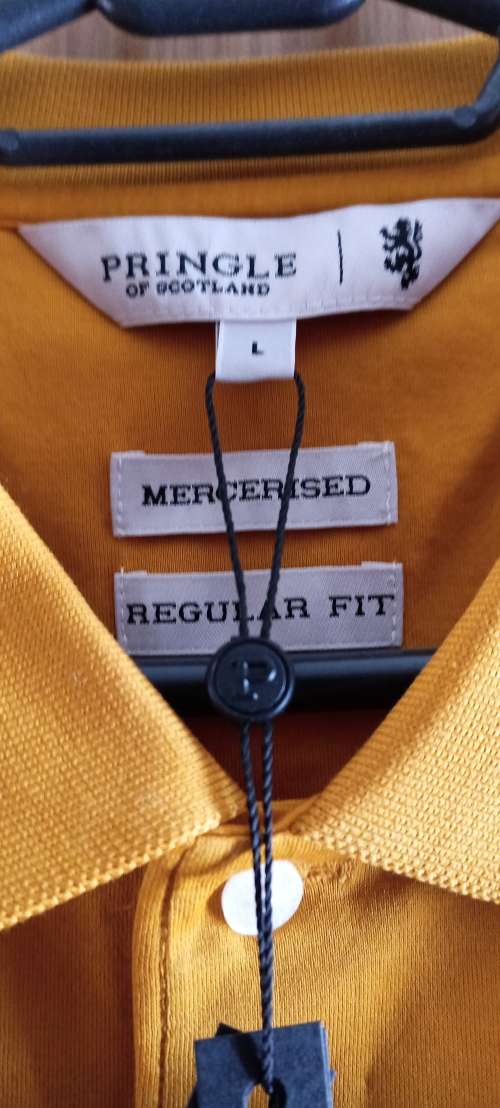 PRINGLE
OF SCOTLAND
L
MERCERISED
REGULAR FIT
P